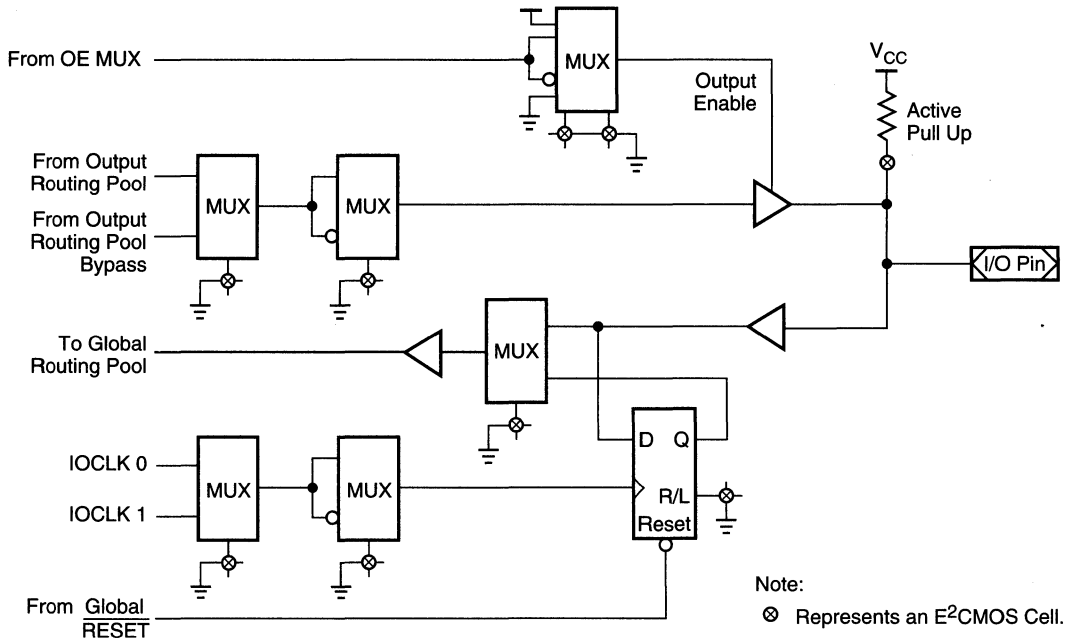 From OE MUX
MUX
Output
Enable
VCC
Active
Pull Up
From Output
Routing Pool
From Output
Routing Pool
Bypass
MUX
MUX
I/O Pin
To Global
Routing Pool
MUX
IOCLK 0
IOCLK 1
MUX
MUX
D Q
R/L
Reset
From Global
RESET
Note:
⊗ Represents an E²CMOS Cell.